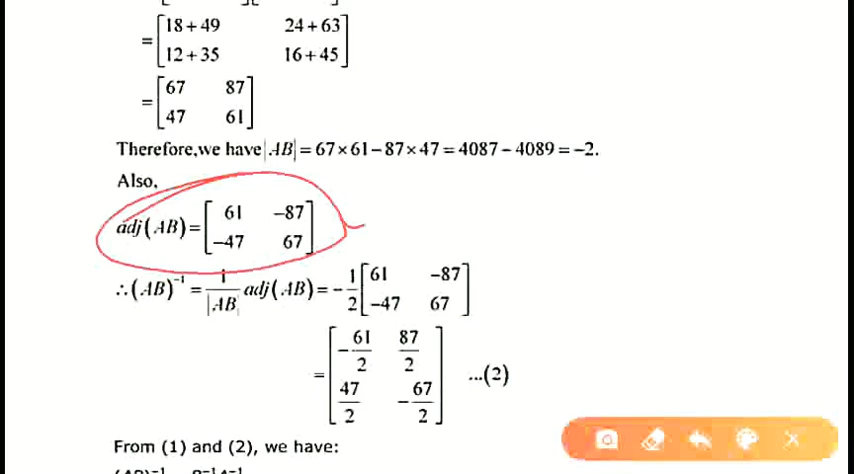 = [18+49 24+63
12+35 16+45]
= [67 87
47 61]
Therefore,we have |AB| = 67×61−87×47 = 4087−4089 = −2.
Also,
adj(AB) = [61 −87
−47 67]
∴(AB)⁻¹ = 1/|AB| adj(AB) = −1/2 [61 −87
−47 67]
= [−61/2 87/2
47/2 −67/2] ...(2)
From (1) and (2), we have: